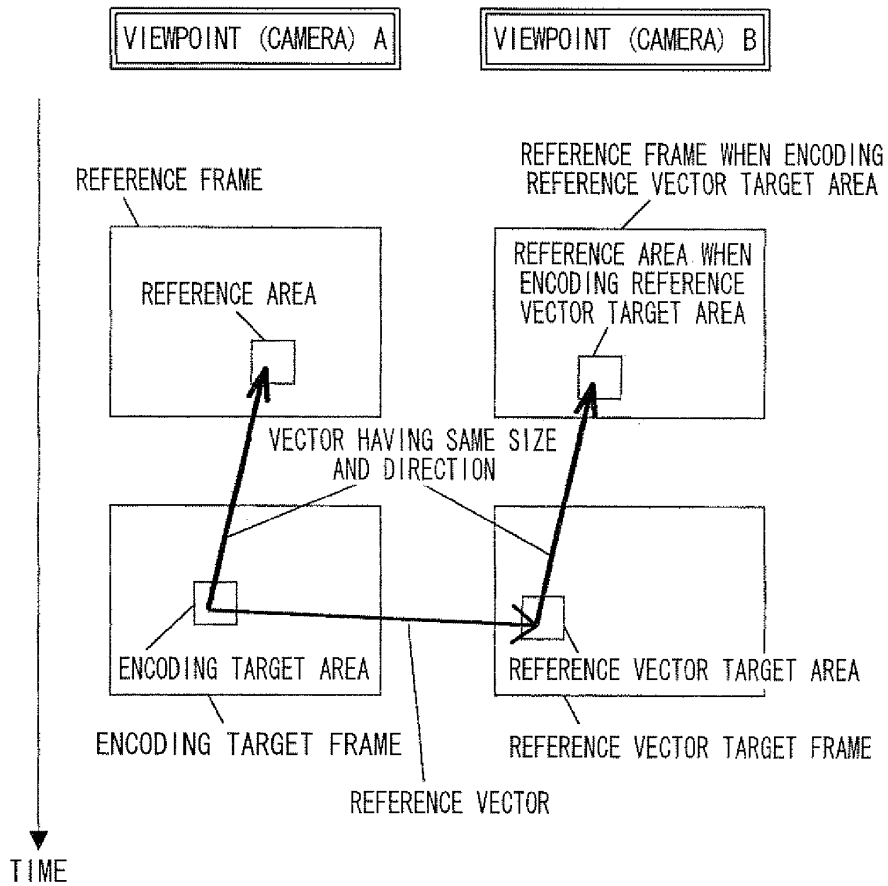 VIEWPOINT (CAMERA) A
VIEWPOINT (CAMERA) B
REFERENCE FRAME
REFERENCE FRAME WHEN ENCODING
REFERENCE VECTOR TARGET AREA
REFERENCE AREA
REFERENCE AREA WHEN
ENCODING REFERENCE
VECTOR TARGET AREA
VECTOR HAVING SAME SIZE
AND DIRECTION
ENCODING TARGET AREA
REFERENCE VECTOR TARGET AREA
ENCODING TARGET FRAME
REFERENCE VECTOR TARGET FRAME
REFERENCE VECTOR
TIME